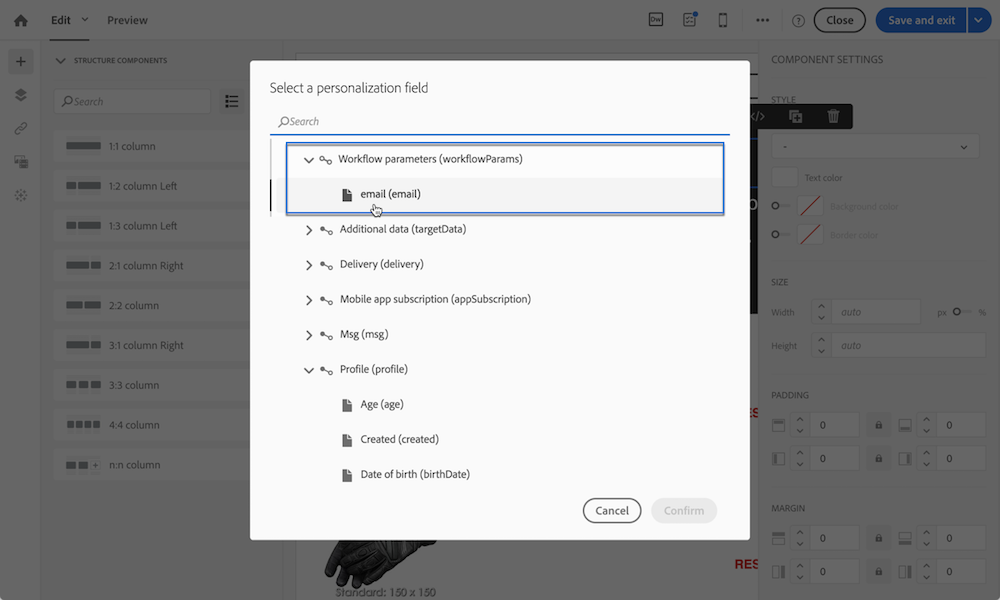 Edit
Preview
Dw
Close
Save and exit
STRUCTURE COMPONENTS
Search
1:1 column
1:2 column Left
1:3 column Left
2:1 column Right
2:2 column
3:1 column Right
3:3 column
4:4 column
n:n column
Select a personalization field
Search
Workflow parameters (workflowParams)
email (email)
Additional data (targetData)
Delivery (delivery)
Mobile app subscription (appSubscription)
Msg (msg)
Profile (profile)
Age (age)
Created (created)
Date of birth (birthDate)
Cancel
Confirm
Standard: 150 x 150
RES
COMPONENT SETTINGS
STYLE
-
Text color
Background color
Border color
SIZE
Width
auto
px
%
Height
auto
PADDING
0
0
0
0
MARGIN
0
0
0
0